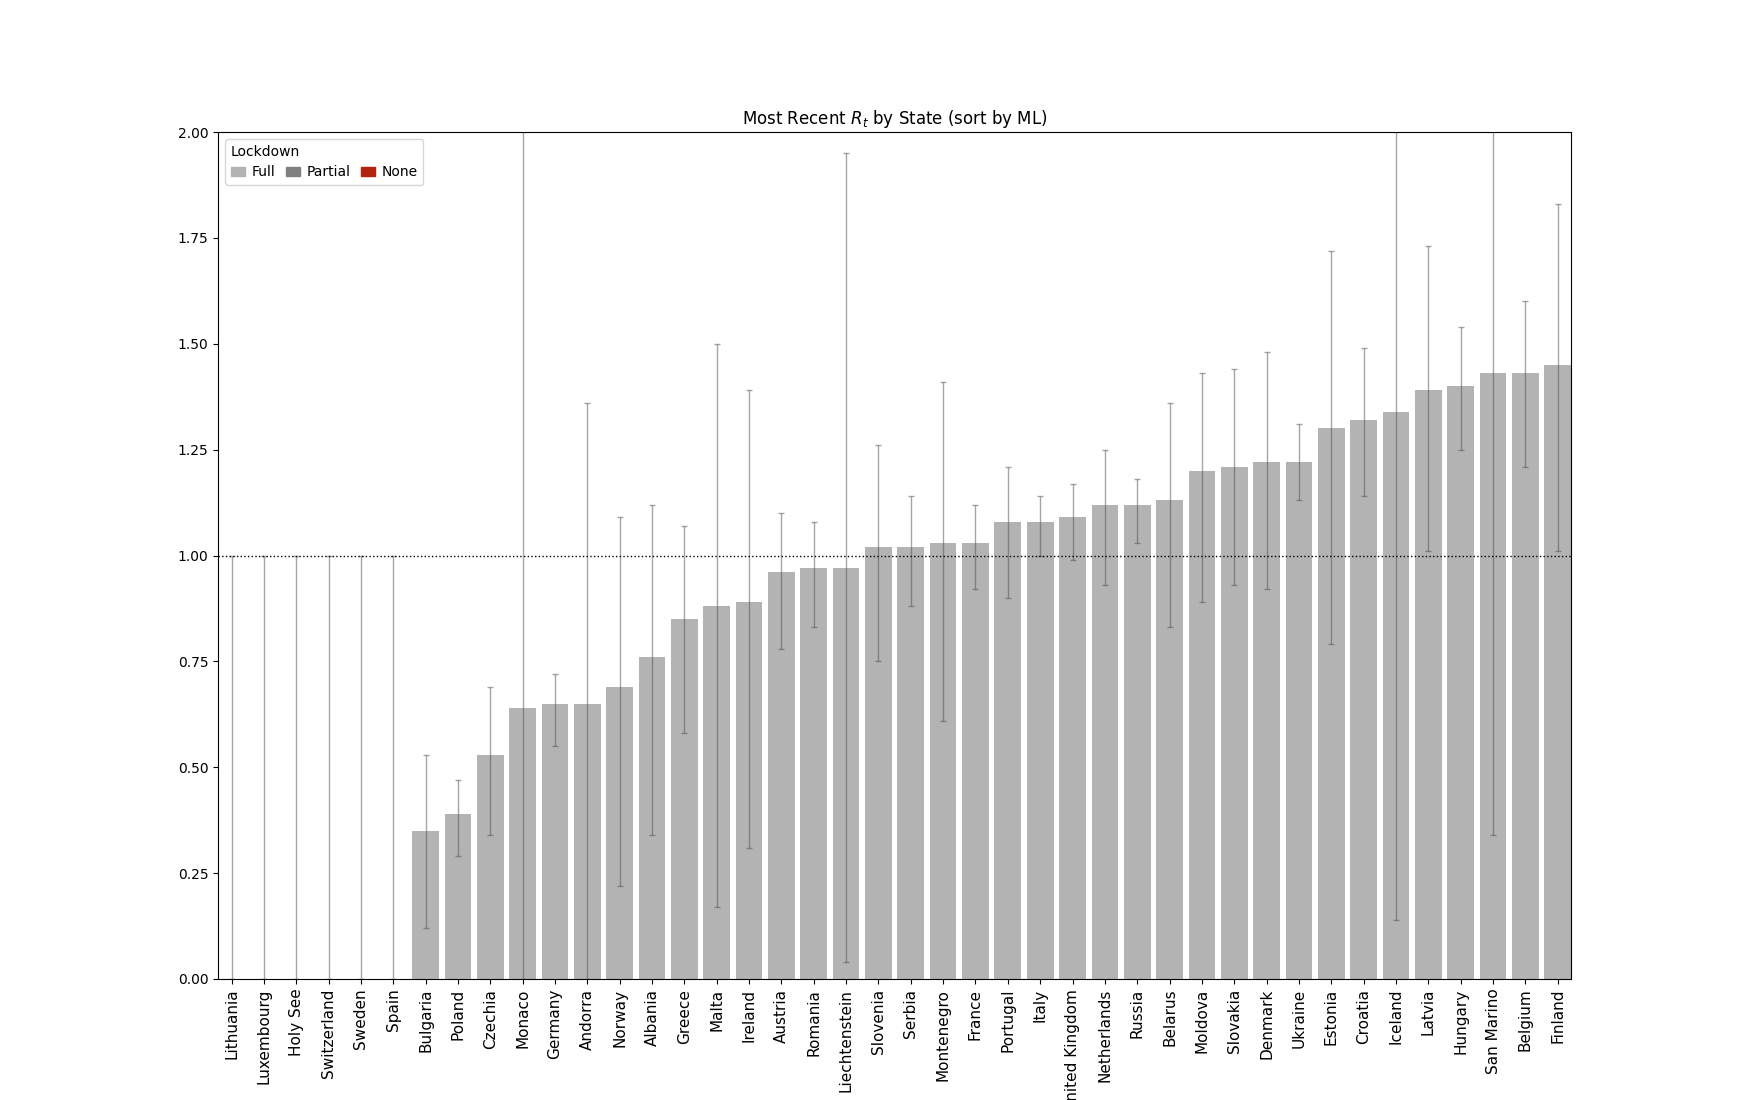 Most Recent Rt by State (sort by ML)
Lockdown
Full Partial None
2.00
1.75
1.50
1.25
1.00
0.75
0.50
0.25
0.00
Lithuania
Luxembourg
Holy See
Switzerland
Sweden
Spain
Bulgaria
Poland
Czechia
Monaco
Germany
Andorra
Norway
Albania
Greece
Malta
Ireland
Austria
Romania
Liechtenstein
Slovenia
Serbia
Montenegro
France
Portugal
Italy
nited Kingdom
Netherlands
Russia
Belarus
Moldova
Slovakia
Denmark
Ukraine
Estonia
Croatia
Iceland
Latvia
Hungary
San Marino
Belgium
Finland